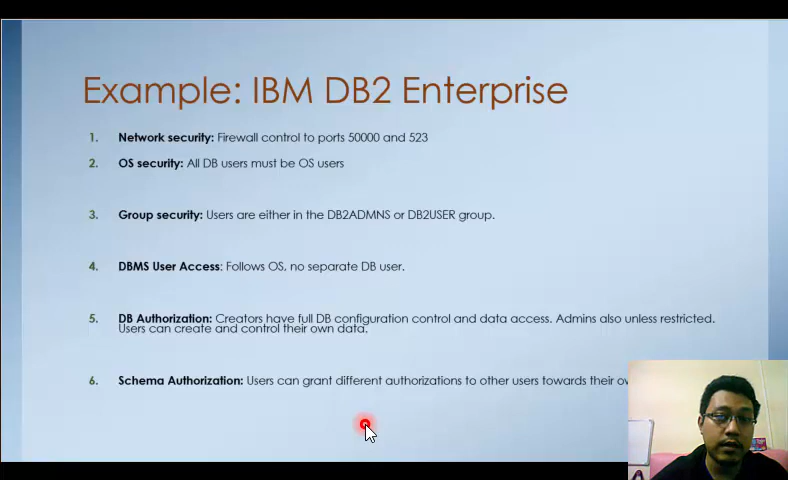 Example: IBM DB2 Enterprise
1. Network security: Firewall control to ports 50000 and 523
2. OS security: All DB users must be OS users
3. Group security: Users are either in the DB2ADMNS or DB2USER group.
4. DBMS User Access: Follows OS, no separate DB user.
5. DB Authorization: Creators have full DB configuration control and data access. Admins also unless restricted.
Users can create and control their own data.
6. Schema Authorization: Users can grant different authorizations to other users towards their